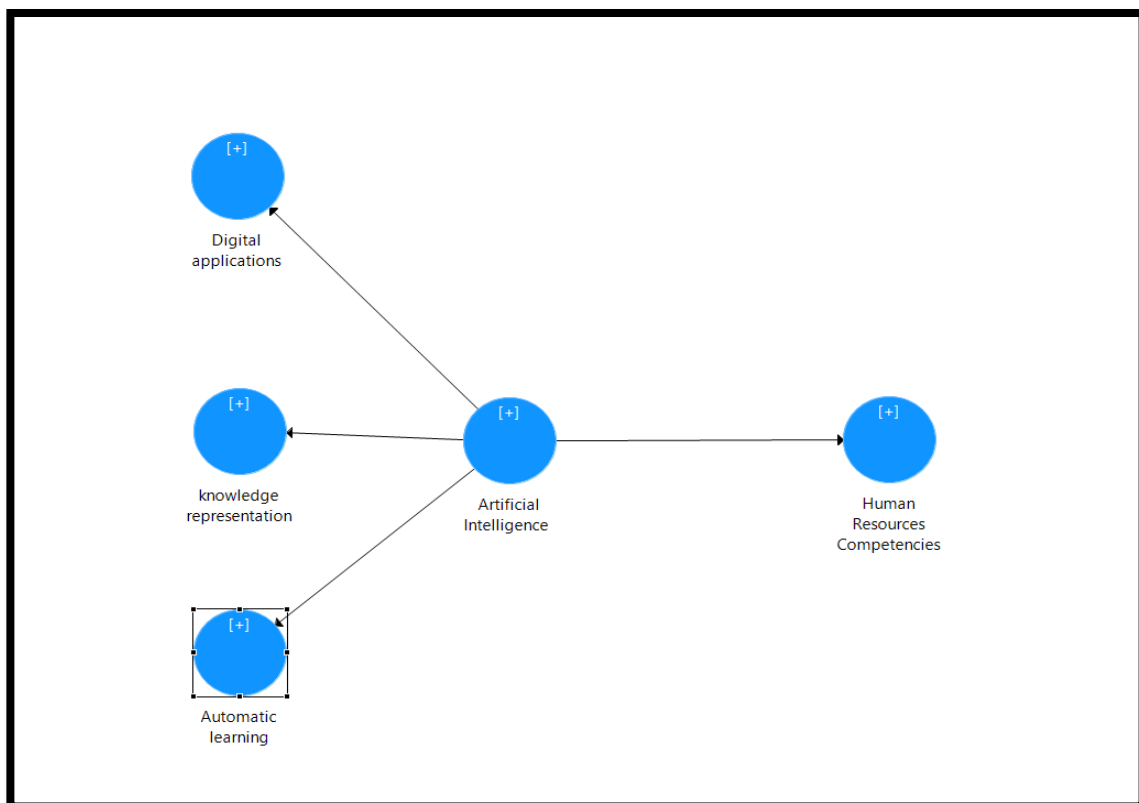 [+]
Digital
applications
[+]
knowledge
representation
[+]
Artificial
Intelligence
[+]
Human
Resources
Competencies
[+]
Automatic
learning